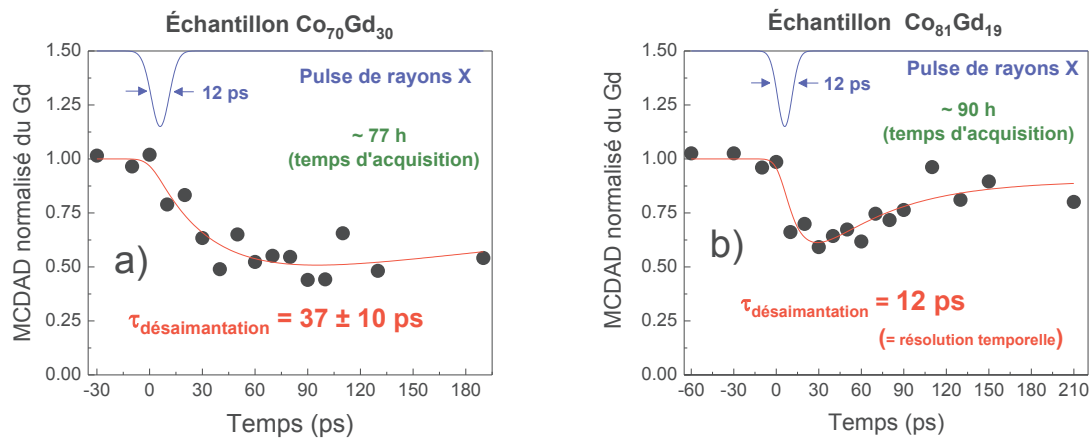 Échantillon Co70Gd30
MCDAD normalisé du Gd
1.50
1.25
1.00
0.75
0.50
0.25
0.00
Pulse de rayons X
12 ps
~ 77 h
(temps d'acquisition)
a)
τdésaimantation = 37 ± 10 ps
-30 0 30 60 90 120 150 180
Temps (ps)
Échantillon Co81Gd19
MCDAD normalisé du Gd
1.50
1.25
1.00
0.75
0.50
0.25
0.00
Pulse de rayons X
12 ps
~ 90 h
(temps d'acquisition)
b)
τdésaimantation = 12 ps
(= résolution temporelle)
-60 -30 0 30 60 90 120 150 180 210
Temps (ps)